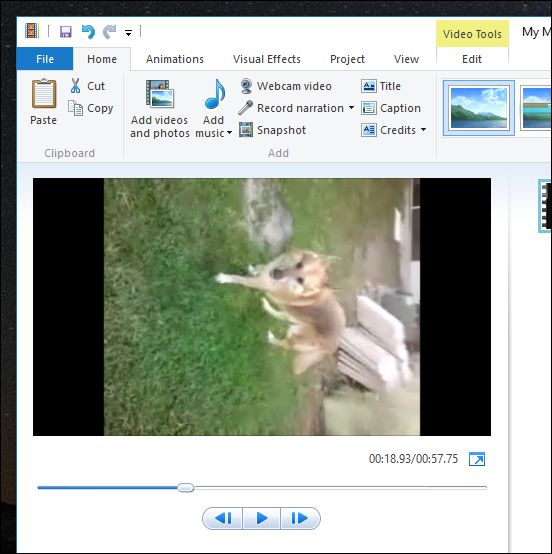 Video Tools
My M
File
Home
Animations
Visual Effects
Project
View
Edit
Paste
Cut
Copy
Clipboard
Add videos
and photos
Add
music
Webcam video
Record narration
Snapshot
Title
Caption
Credits
Add
00:18.93/00:57.75